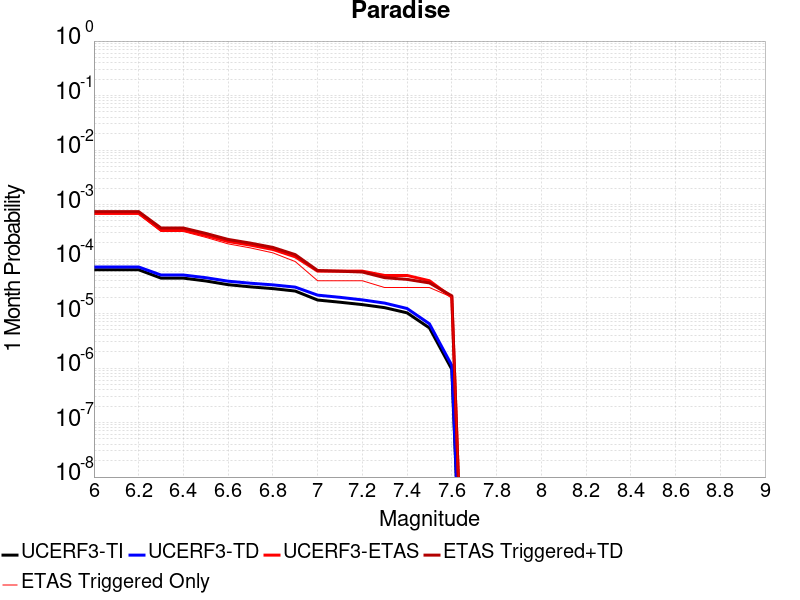 Paradise
1 Month Probability
10^0
10^-1
10^-2
10^-3
10^-4
10^-5
10^-6
10^-7
10^-8
6 6.2 6.4 6.6 6.8 7 7.2 7.4 7.6 7.8 8 8.2 8.4 8.6 8.8 9
Magnitude
UCERF3-TI UCERF3-TD UCERF3-ETAS ETAS Triggered+TD
ETAS Triggered Only